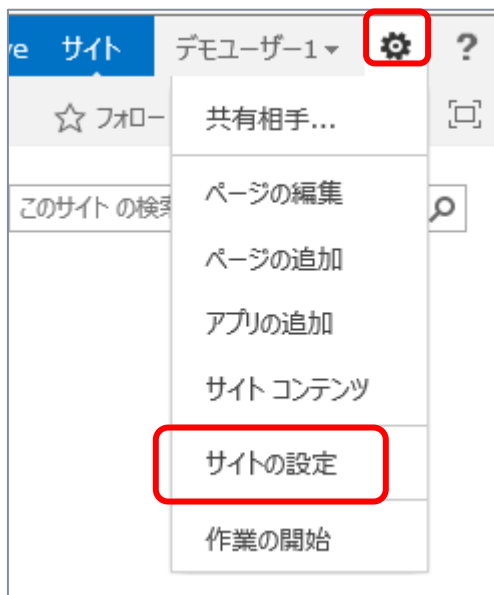 ve サイト デモユーザー1 ?
☆ フォロー
共有相手...
このサイト の検索
ページの編集
ページの追加
アプリの追加
サイト コンテンツ
サイトの設定
作業の開始